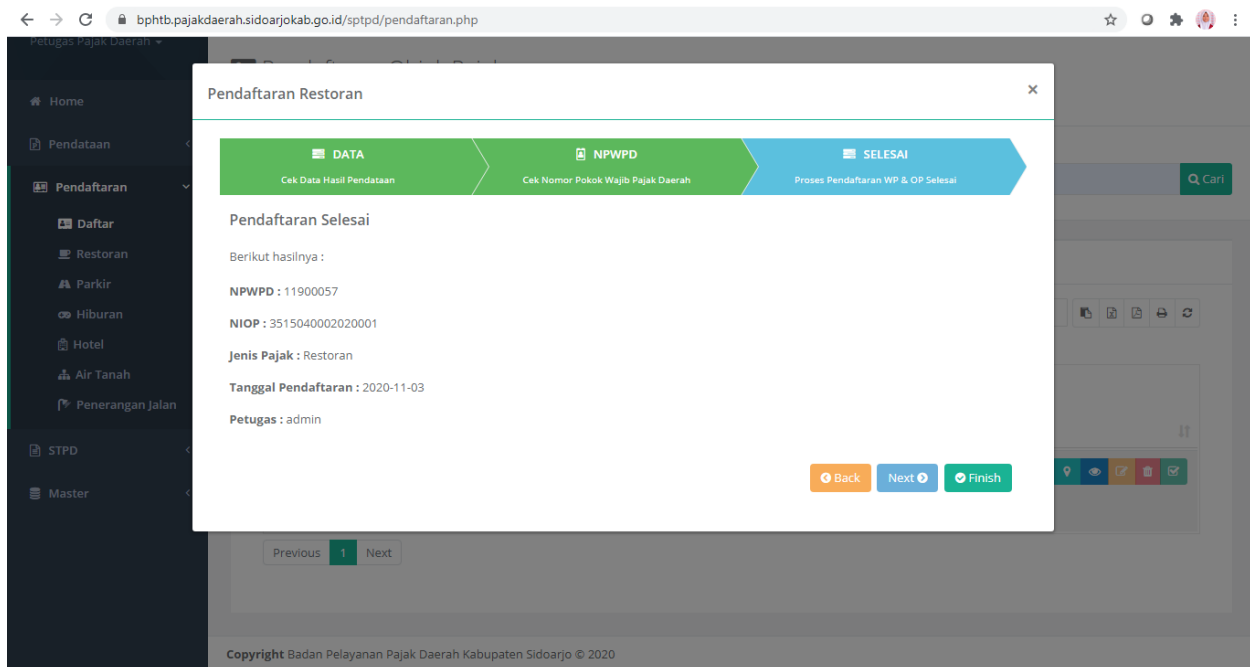 bphtb.pajakdaerah.sidoarjokab.go.id/sptpd/pendaftaran.php
Petugas Pajak Daerah
Home
Pendataan
Pendaftaran
Daftar
Restoran
Parkir
Hiburan
Hotel
Air Tanah
Penerangan Jalan
STPD
Master
Pendaftaran Restoran
×
DATA
Cek Data Hasil Pendataan
NPWPD
Cek Nomor Pokok Wajib Pajak Daerah
SELESAI
Proses Pendaftaran WP & OP Selesai
Cari
Pendaftaran Selesai
Berikut hasilnya :
NPWPD : 11900057
NIOP : 3515040002020001
Jenis Pajak : Restoran
Tanggal Pendaftaran : 2020-11-03
Petugas : admin
Back
Next
Finish
Previous 1 Next
Copyright Badan Pelayanan Pajak Daerah Kabupaten Sidoarjo © 2020